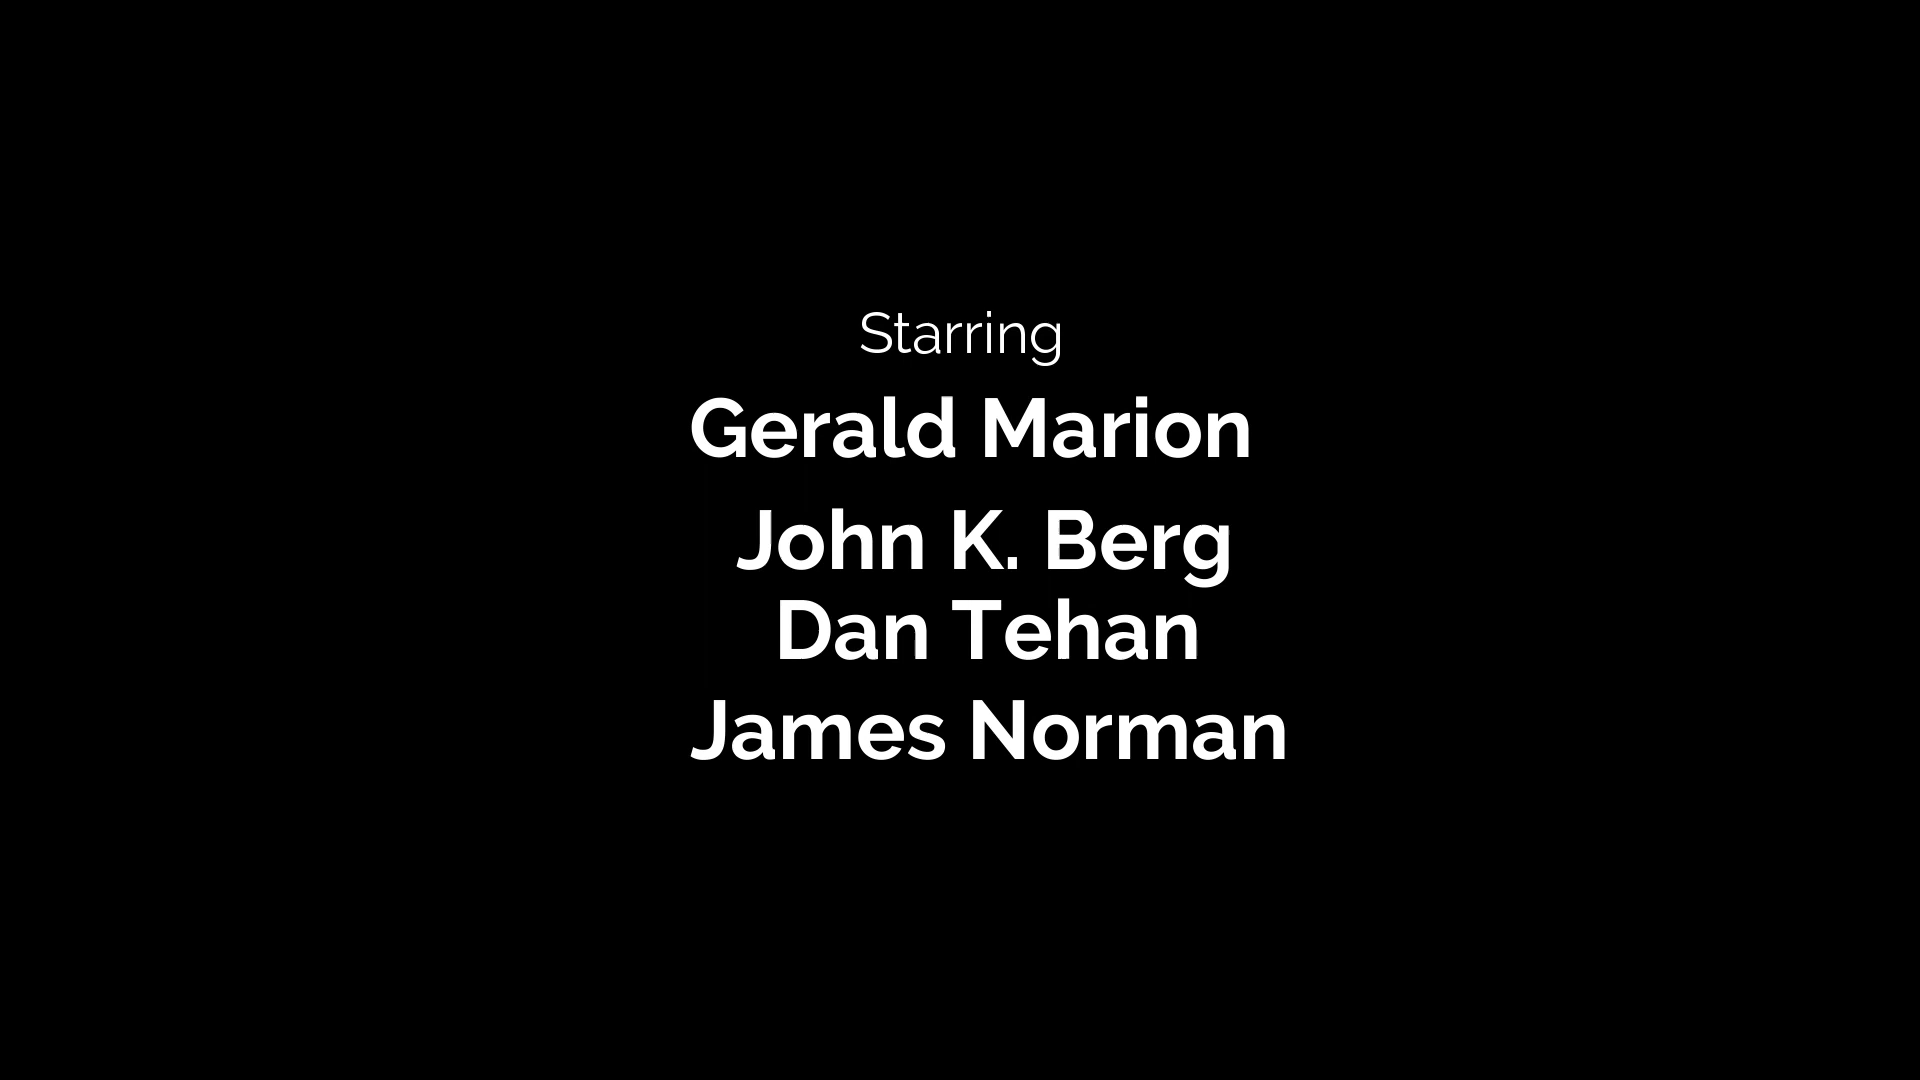 Starring
Gerald Marion
John K. Berg
Dan Tehan
James Norman